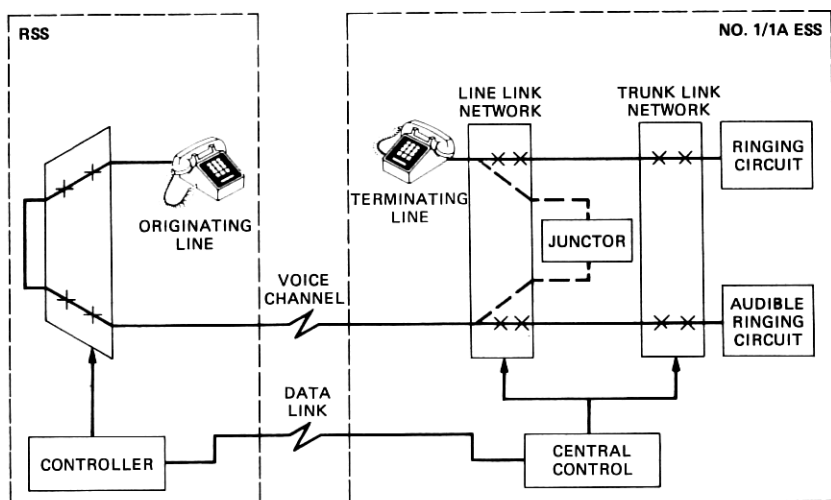 RSS
NO. 1/1A ESS
LINE LINK
NETWORK
TRUNK LINK
NETWORK
RINGING
CIRCUIT
ORIGINATING
LINE
TERMINATING
LINE
JUNCTOR
VOICE
CHANNEL
AUDIBLE
RINGING
CIRCUIT
DATA
LINK
CONTROLLER
CENTRAL
CONTROL